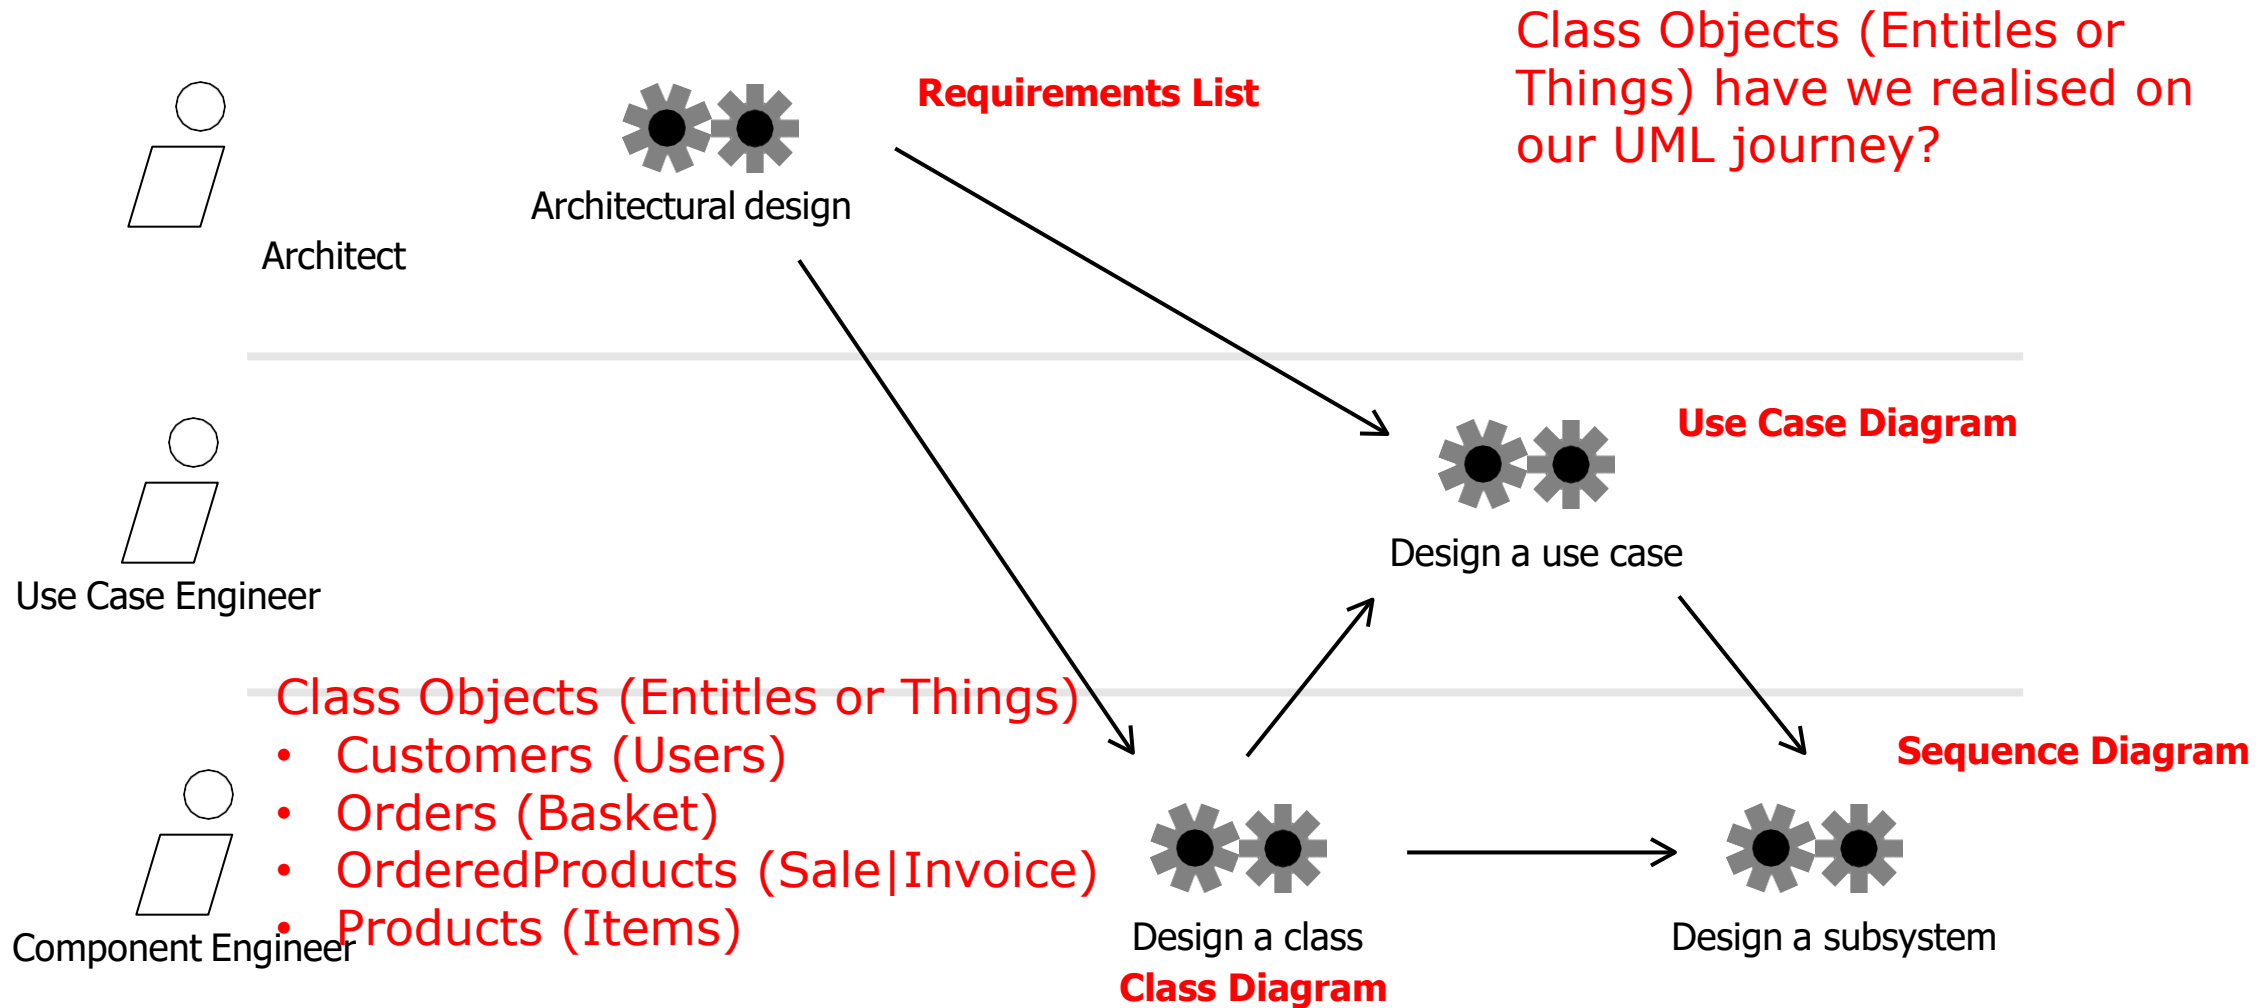 Class Objects (Entitles or
Things) have we realised on
our UML journey?
Requirements List
Architectural design
Architect
Use Case Diagram
Design a use case
Use Case Engineer
Class Objects (Entitles or Things)
• Customers (Users)
• Orders (Basket)
• OrderedProducts (Sale|Invoice)
• Products (Items)
Sequence Diagram
Component Engineer
Design a class
Class Diagram
Design a subsystem